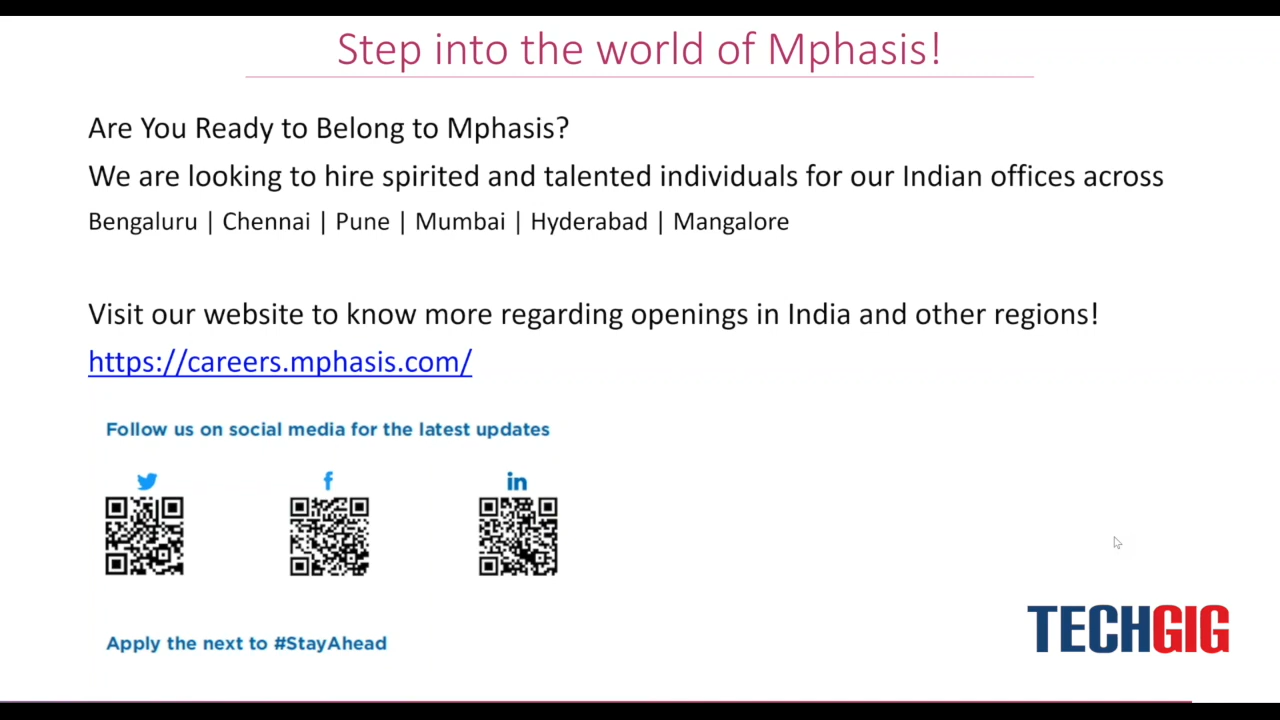 Step into the world of Mphasis!
Are You Ready to Belong to Mphasis?
We are looking to hire spirited and talented individuals for our Indian offices across
Bengaluru | Chennai | Pune | Mumbai | Hyderabad | Mangalore
Visit our website to know more regarding openings in India and other regions!
https://careers.mphasis.com/
Follow us on social media for the latest updates
f
in
Apply the next to #StayAhead
TECHGIG